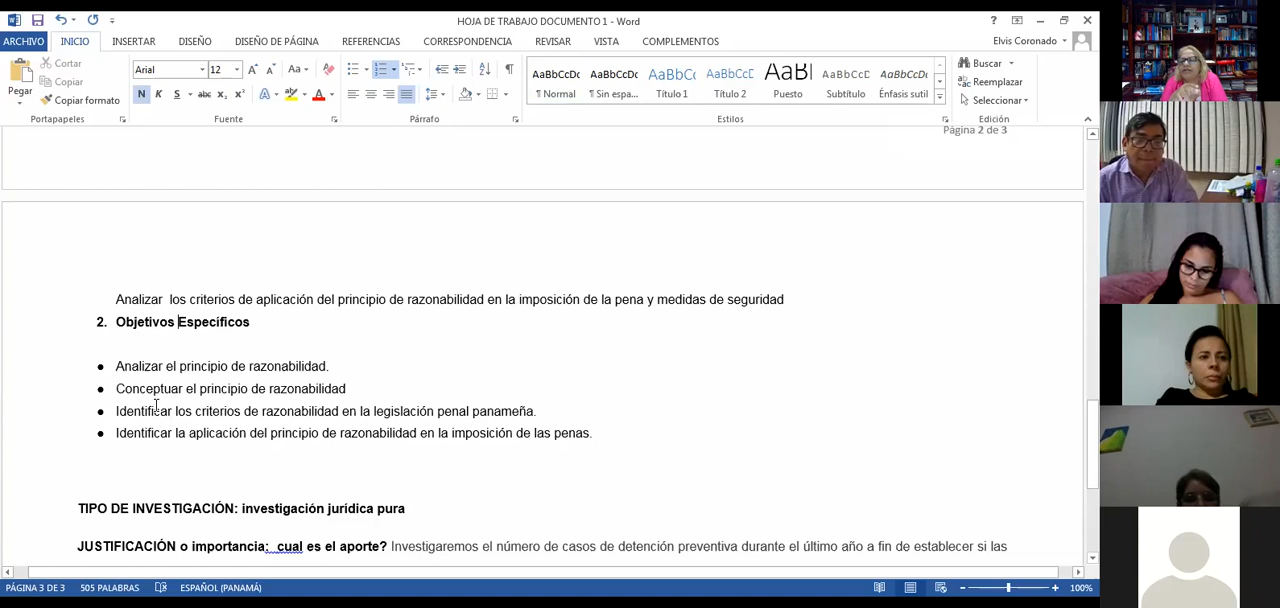 HOJA DE TRABAJO DOCUMENTO 1 - Word
ARCHIVO INICIO INSERTAR DISEÑO DISEÑO DE PÁGINA REFERENCIAS CORRESPONDENCIA REVISAR VISTA COMPLEMENTOS Elvis Coronado
Pegar
Cortar
Copiar
Copiar formato
Portapapeles
Arial 12
Fuente
Párrafo
AaBbCcDc AaBbCcDc AaBbCc AaBbCcD AaBl AaBbCcD AaBbCcDc
¶ Normal ¶ Sin espa... Título 1 Título 2 Puesto Subtítulo Énfasis sutil
Estilos
Buscar
Reemplazar
Seleccionar
Edición
Página 2 de 3
Analizar los criterios de aplicación del principio de razonabilidad en la imposición de la pena y medidas de seguridad
2. Objetivos Específicos
● Analizar el principio de razonabilidad.
● Conceptuar el principio de razonabilidad
● Identificar los criterios de razonabilidad en la legislación penal panameña.
● Identificar la aplicación del principio de razonabilidad en la imposición de las penas.
TIPO DE INVESTIGACIÓN: investigación jurídica pura
JUSTIFICACIÓN o importancia: cual es el aporte? Investigaremos el número de casos de detención preventiva durante el último año a fin de establecer si las
PÁGINA 3 DE 3 505 PALABRAS ESPAÑOL (PANAMÁ) 100%